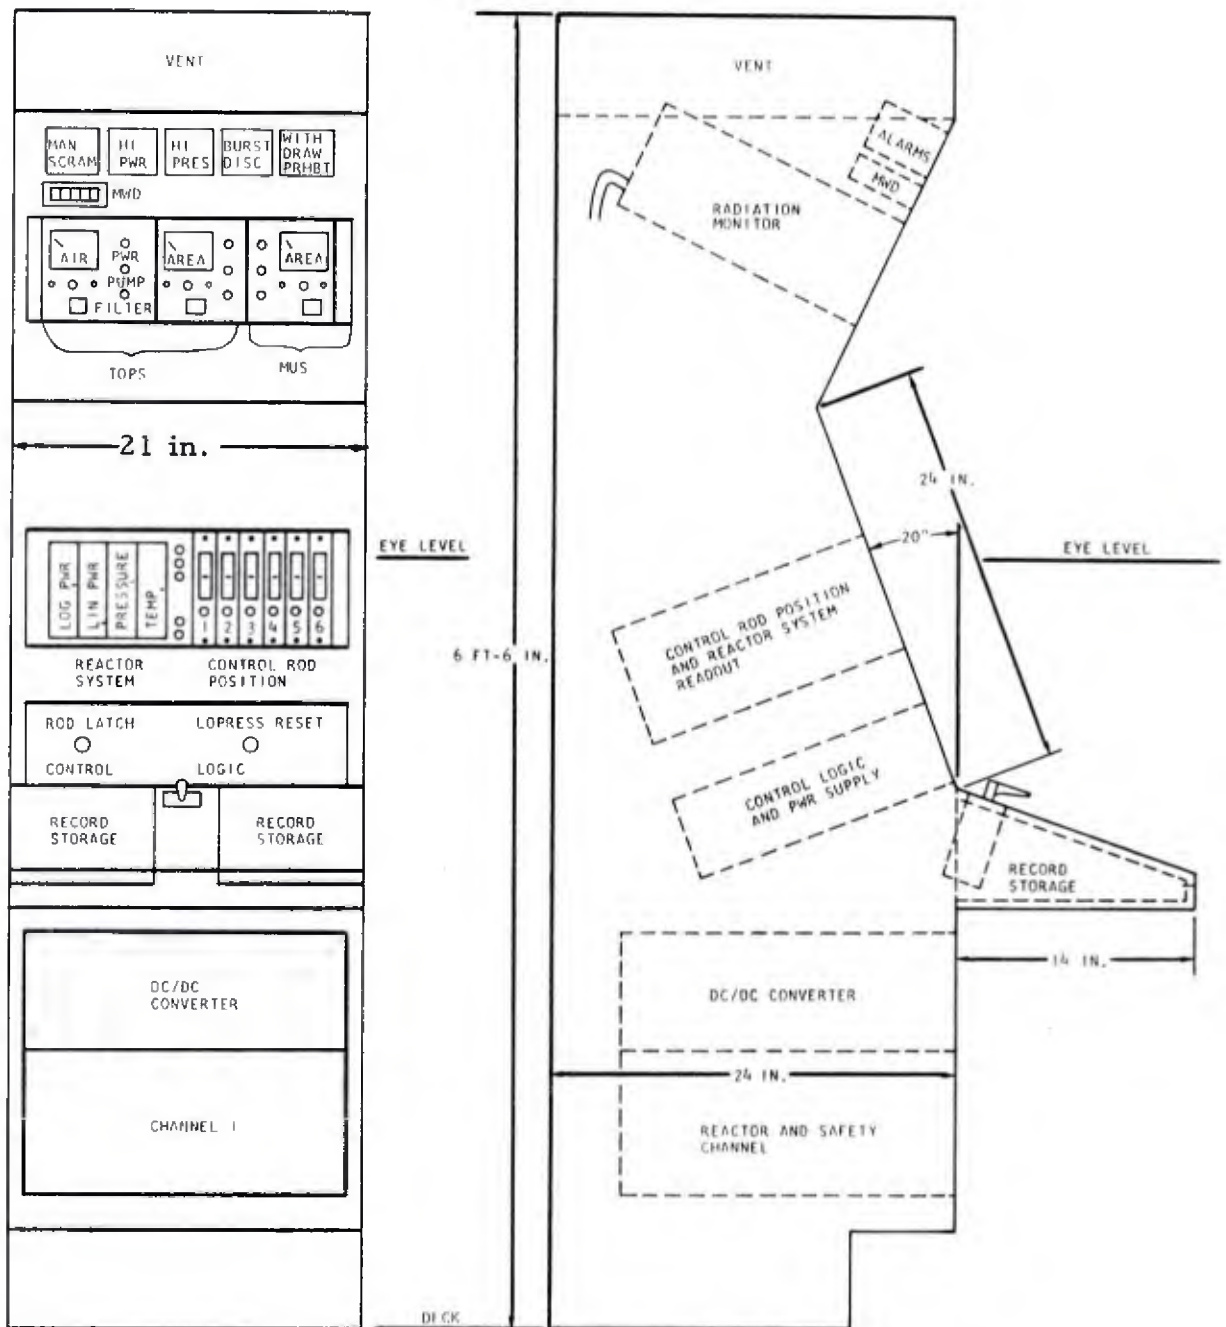 VENT
MAN
SCRAM
HI
PWR
HI
PRES
BURST
DISC
WITH
DRAW
PRHBT
MWD
AIR
PWR
PUMP
FILTER
AREA
AREA
TOPS
MUS
21 in.
LOG PWR
LIN PWR
PRESSURE
TEMP
1 2 3 4 5 6
REACTOR
SYSTEM
CONTROL ROD
POSITION
ROD LATCH
CONTROL
LOPRESS RESET
LOGIC
RECORD
STORAGE
RECORD
STORAGE
DC/DC
CONVERTER
CHANNEL 1
EYE LEVEL
6 FT-6 IN.
DECK
VENT
ALARMS
MWD
RADIATION
MONITOR
24 IN.
20"
EYE LEVEL
CONTROL ROD POSITION
AND REACTOR SYSTEM
READOUT
CONTROL LOGIC
AND PWR SUPPLY
RECORD
STORAGE
14 IN.
DC/DC CONVERTER
24 IN.
REACTOR AND SAFETY
CHANNEL